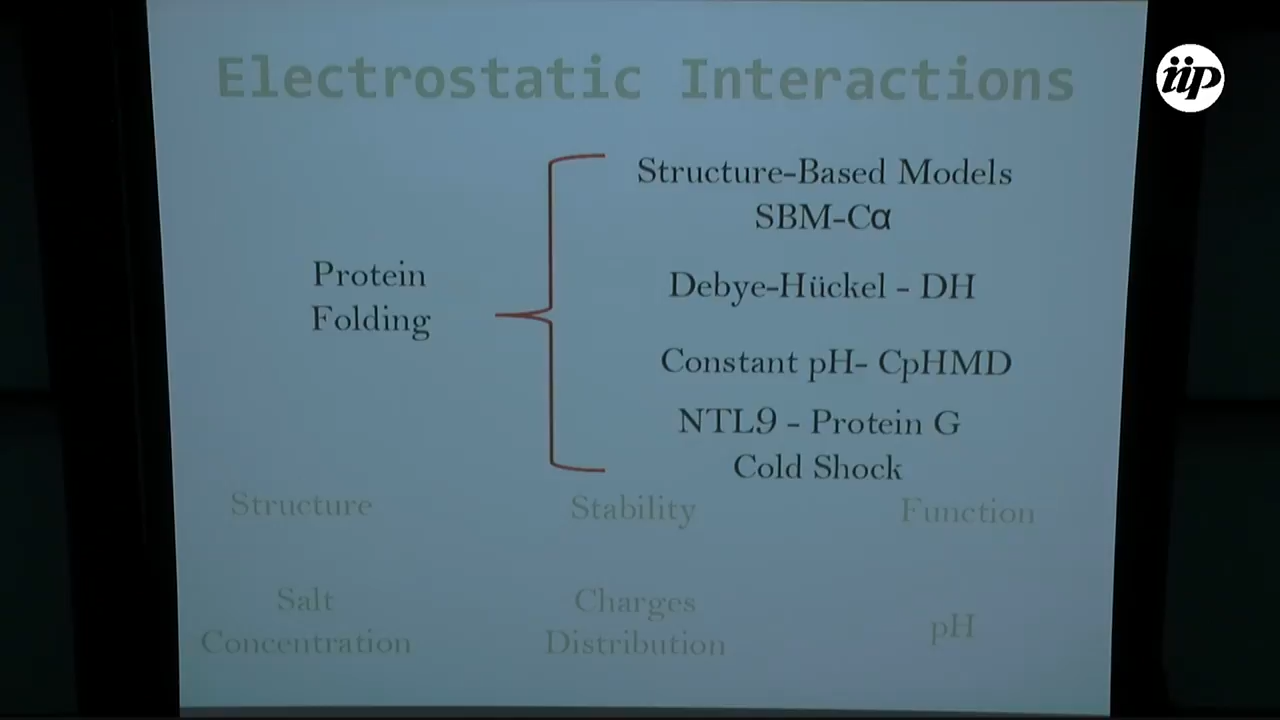 Electrostatic Interactions
iip
Structure-Based Models
SBM-Cα
Protein
Folding
Debye-Hückel - DH
Constant pH- CpHMD
NTL9 - Protein G
Cold Shock
Structure
Stability
Function
Salt
Concentration
Charges
Distribution
pH